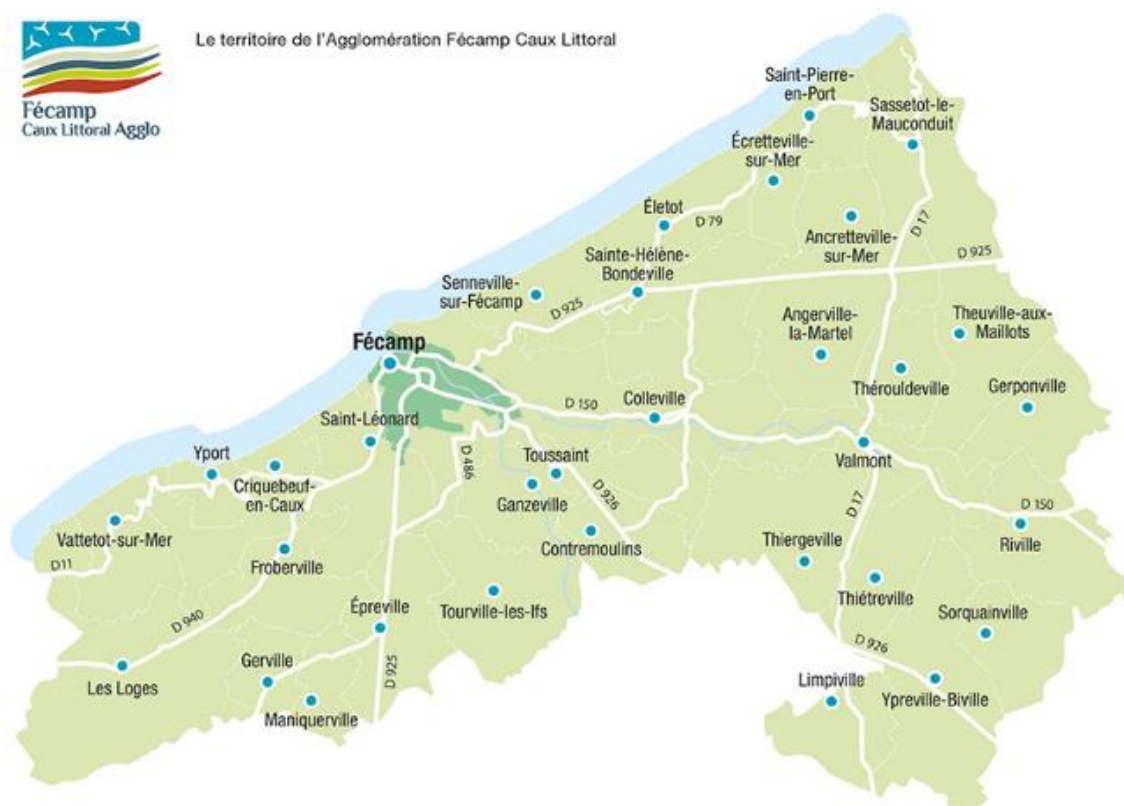 Le territoire de l'Agglomération Fécamp Caux Littoral
Fécamp
Caux Littoral Agglo
Saint-Pierre-
en-Port
Sassetot-le-
Mauconduit
Écretteville-
sur-Mer
Életot
D 79
D 17
Ancretteville-
sur-Mer
Sainte-Hélène-
Bondeville
D 925
Senneville-
sur-Fécamp
D 925
Angerville-
la-Martel
Theuville-aux-
Maillots
Fécamp
Thérouldeville
Gerponville
Colleville
D 150
Saint-Léonard
Valmont
Yport
Criquebeuf-
en-Caux
D 486
Toussaint
Ganzeville
D 926
D 17
D 150
Riville
Vattetot-sur-Mer
Contremoulins
Thiergeville
D11
Froberville
Thiétreville
Épreville
Tourville-les-Ifs
Sorquainville
D 940
D 926
D 925
Les Loges
Gerville
Maniquerville
Limpiville
Ypreville-Biville